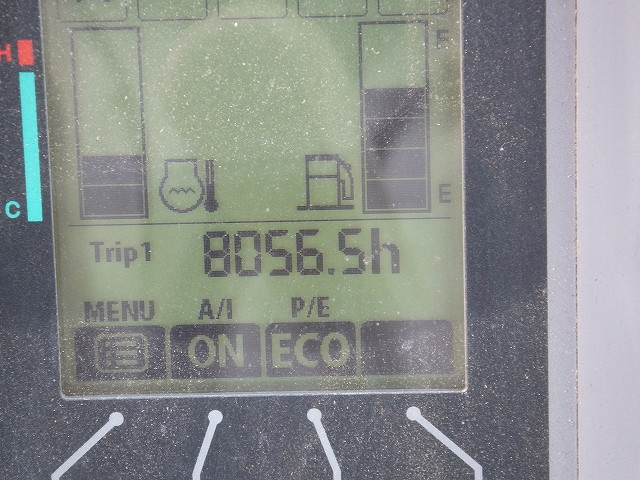 F
H
C
E
Trip1 8056.5h
MENU A/I P/E
ON ECO